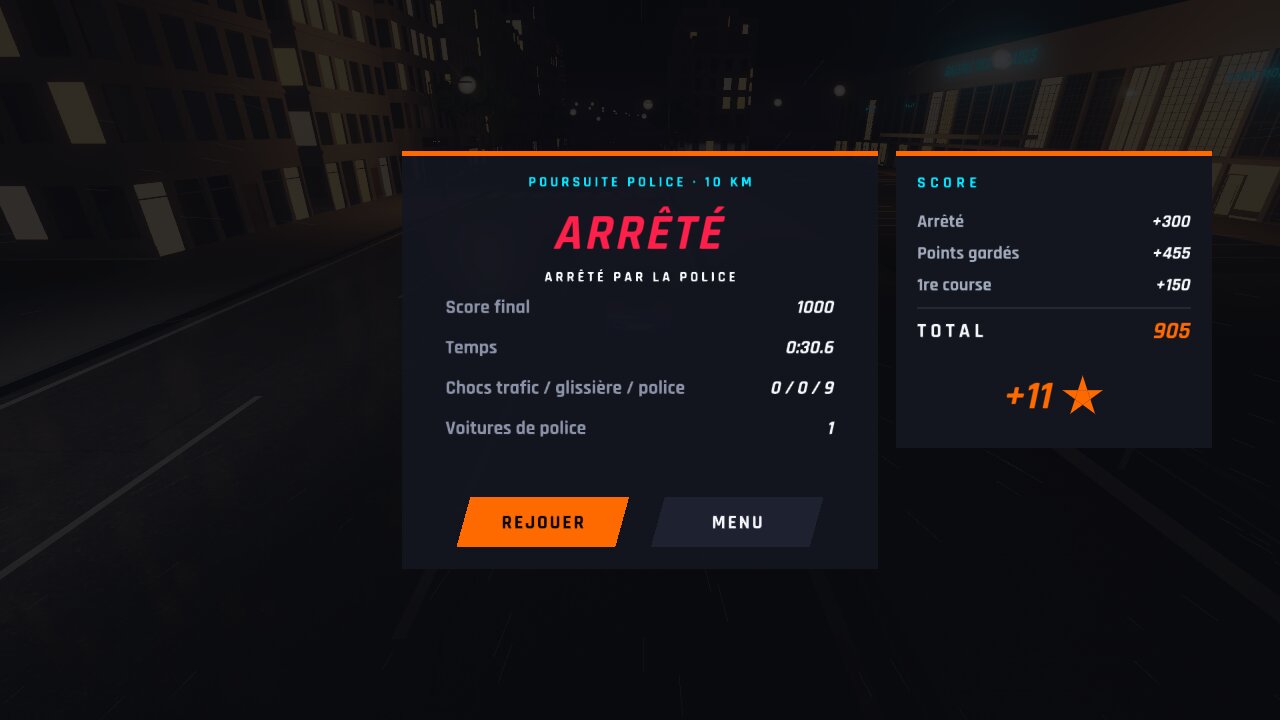 POURSUITE POLICE · 10 KM
ARRÊTÉ
ARRÊTÉ PAR LA POLICE
Score final 1000
Temps 0:30.6
Chocs trafic / glissière / police 0 / 0 / 9
Voitures de police 1
REJOUER MENU
SCORE
Arrêté +300
Points gardés +455
1re course +150
TOTAL 905
+11